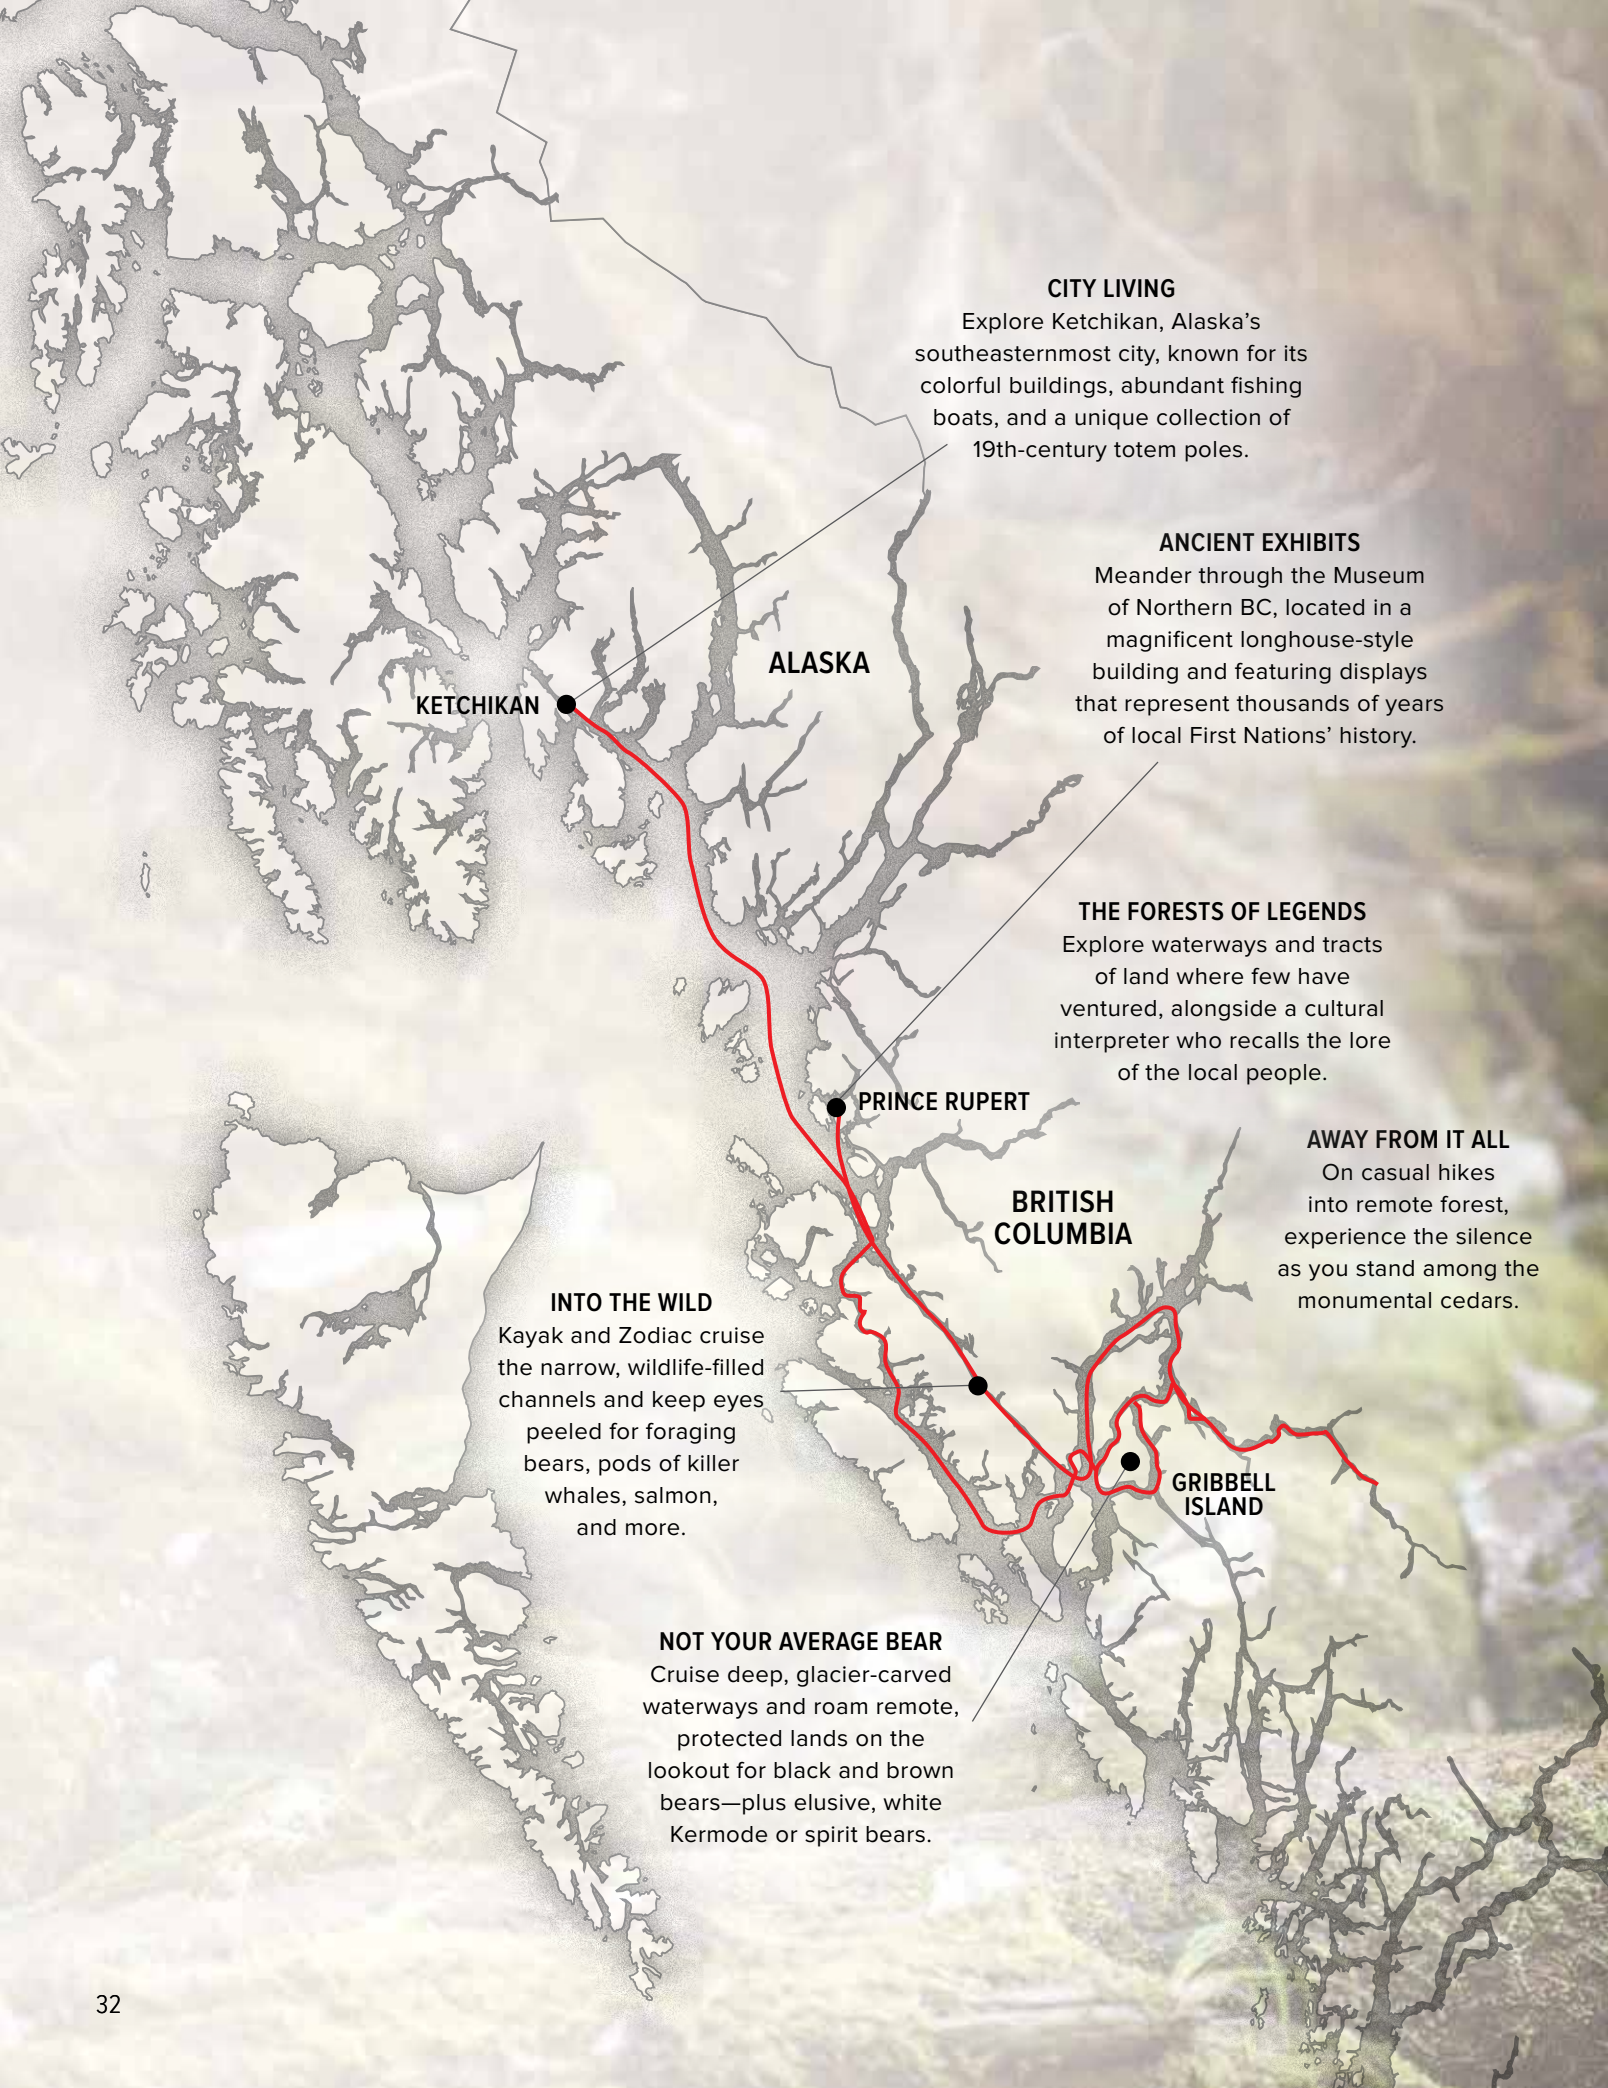 CITY LIVING
Explore Ketchikan, Alaska’s
southeasternmost city, known for its
colorful buildings, abundant fishing
boats, and a unique collection of
19th-century totem poles.
ANCIENT EXHIBITS
Meander through the Museum
of Northern BC, located in a
magnificent longhouse-style
building and featuring displays
that represent thousands of years
of local First Nations’ history.
ALASKA
KETCHIKAN
THE FORESTS OF LEGENDS
Explore waterways and tracts
of land where few have
ventured, alongside a cultural
interpreter who recalls the lore
of the local people.
PRINCE RUPERT
AWAY FROM IT ALL
On casual hikes
into remote forest,
experience the silence
as you stand among the
monumental cedars.
BRITISH
COLUMBIA
INTO THE WILD
Kayak and Zodiac cruise
the narrow, wildlife-filled
channels and keep eyes
peeled for foraging
bears, pods of killer
whales, salmon,
and more.
GRIBBELL
ISLAND
NOT YOUR AVERAGE BEAR
Cruise deep, glacier-carved
waterways and roam remote,
protected lands on the
lookout for black and brown
bears—plus elusive, white
Kermode or spirit bears.
32